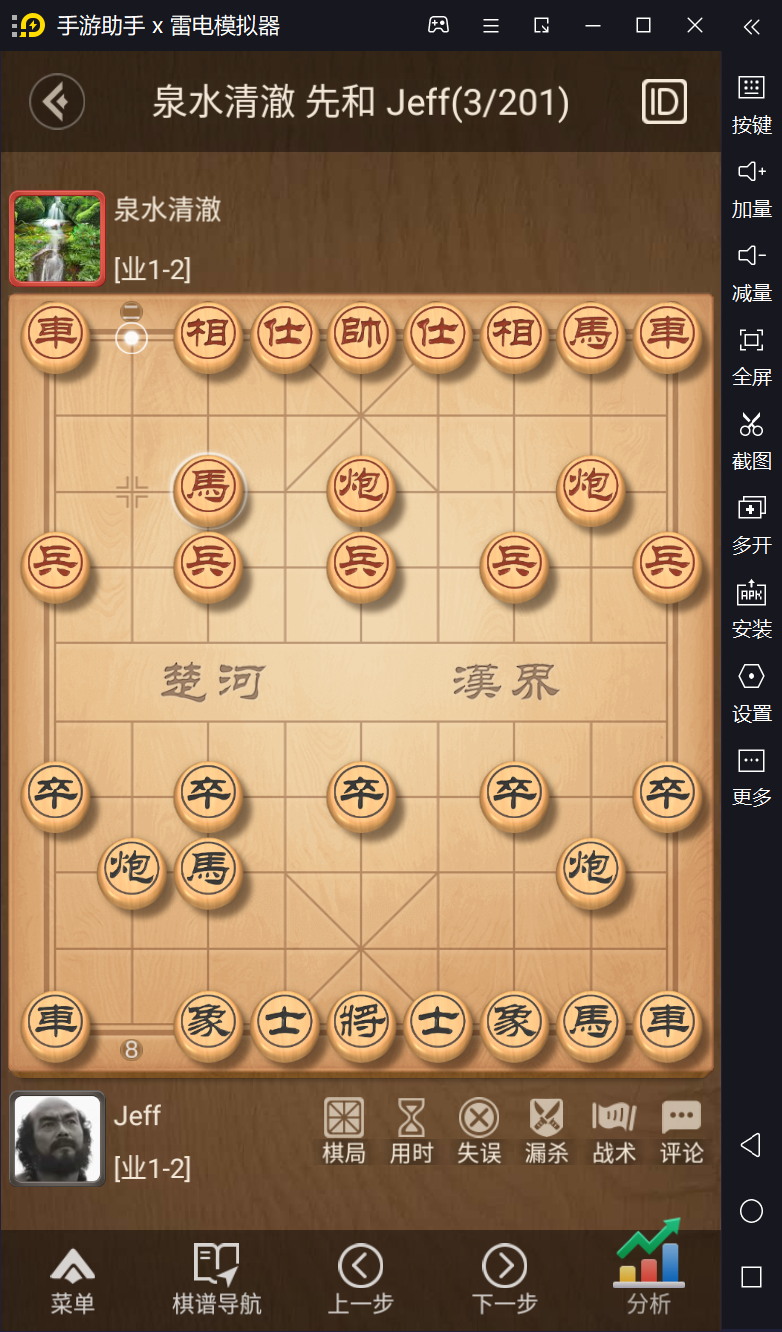 手游助手 x 雷电模拟器
泉水清澈 先和 Jeff(3/201)
ID
按键
加量
减量
全屏
截图
多开
APK
安装
设置
更多
泉水清澈
[业1-2]
二
車 相 仕 帥 仕 相 馬 車
馬 炮 炮
兵 兵 兵 兵 兵
楚河 漢界
卒 卒 卒 卒 卒
炮 馬 炮
車 象 士 將 士 象 馬 車
8
Jeff
[业1-2]
棋局 用时 失误 漏杀 战术 评论
菜单 棋谱导航 上一步 下一步 分析